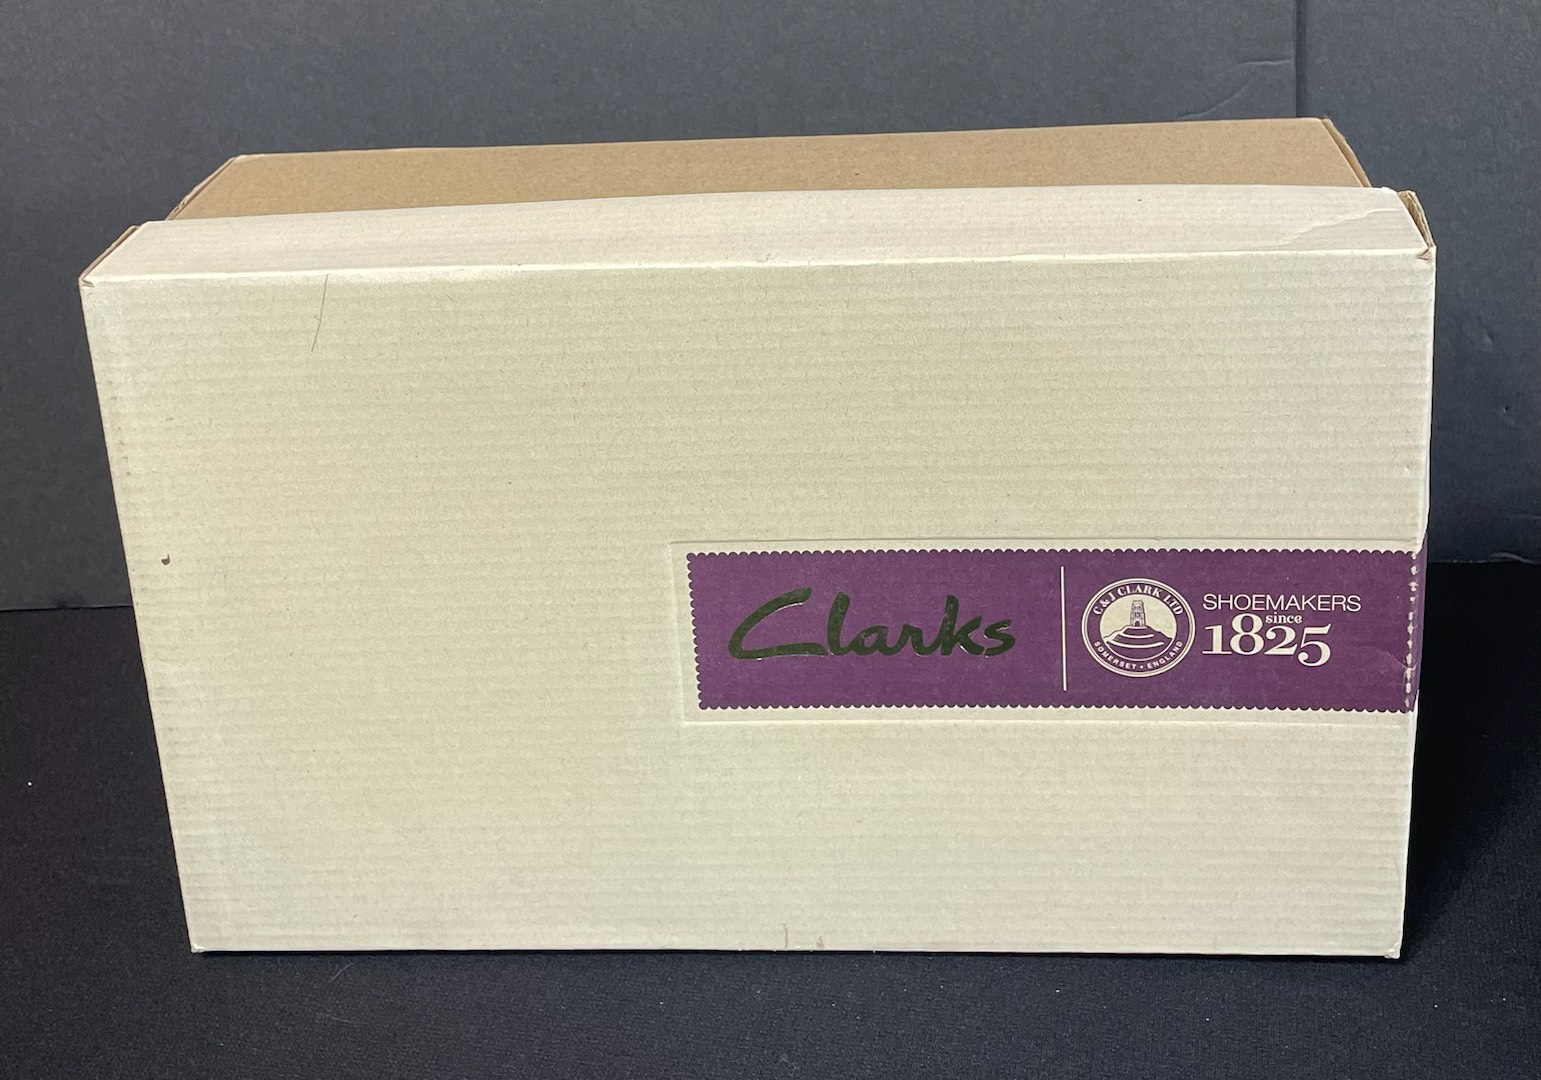 Clarks
C & J CLARK LTD
SOMERSET • ENGLAND
SHOEMAKERS
since
1825